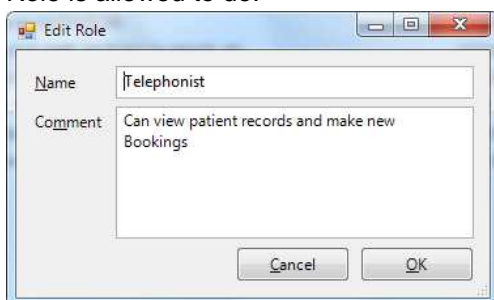 Role is allowed to do.
Edit Role
Name
Telephonist
Comment
Can view patient records and make new
Bookings
Cancel
OK